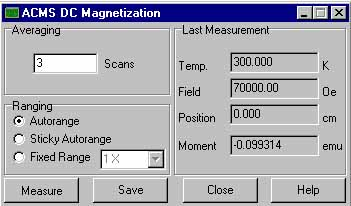 ACMS DC Magnetization
Averaging
3 Scans
Ranging
Autorange
Sticky Autorange
Fixed Range 1 X
Last Measurement
Temp. 300.000 K
Field 70000.00 Oe
Position 0.000 cm
Moment -0.099314 emu
Measure Save Close Help